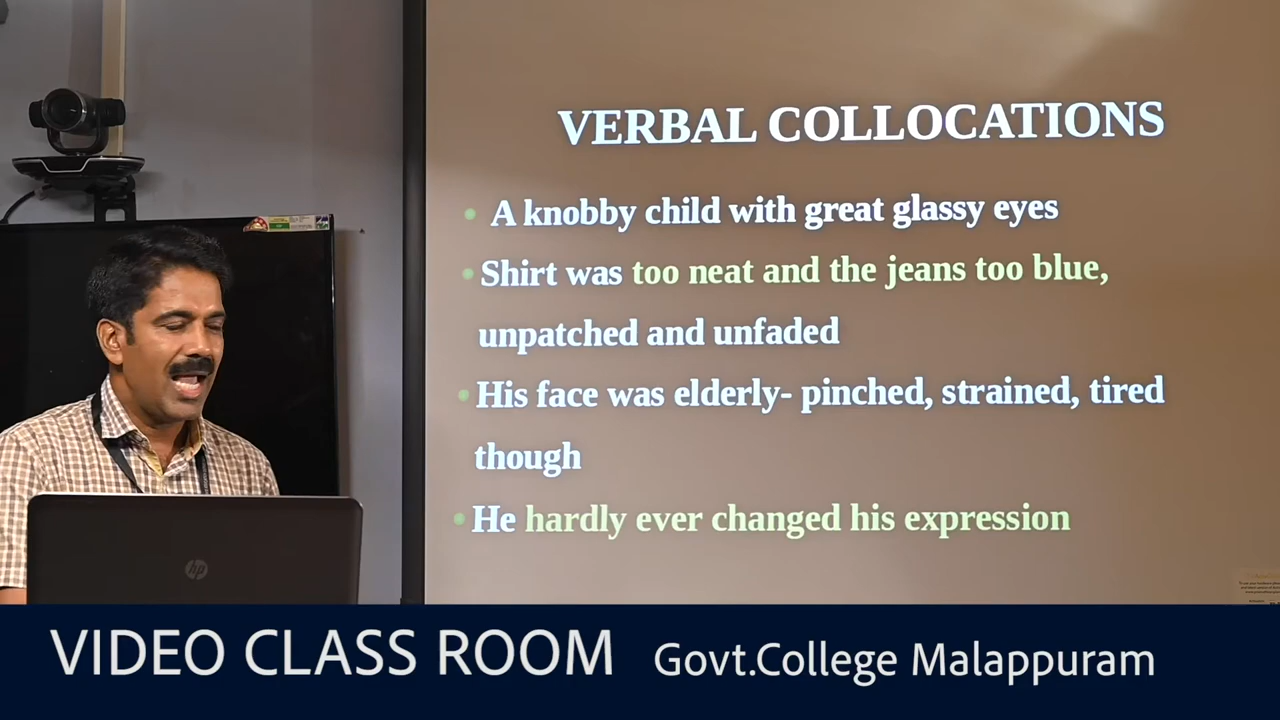 VERBAL COLLOCATIONS
• A knobby child with great glassy eyes
• Shirt was too neat and the jeans too blue,
unpatched and unfaded
• His face was elderly- pinched, strained, tired
though
• He hardly ever changed his expression
hp
VIDEO CLASS ROOM Govt.College Malappuram